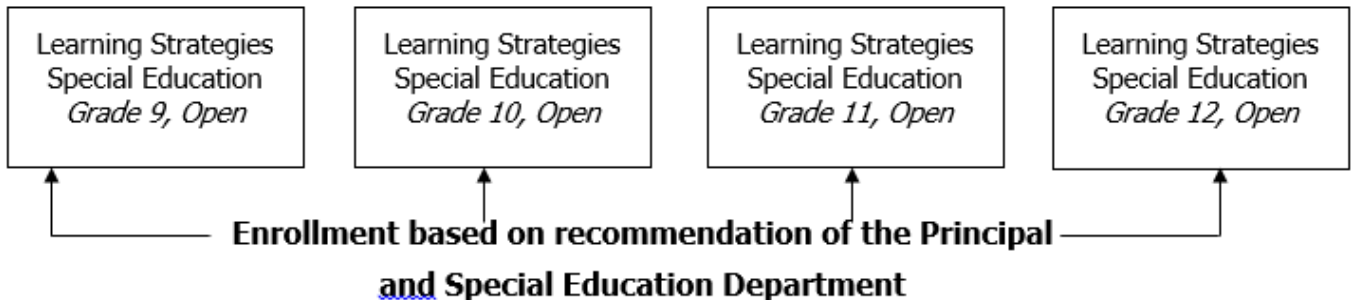 Learning Strategies
Special Education
Grade 9, Open
Learning Strategies
Special Education
Grade 10, Open
Learning Strategies
Special Education
Grade 11, Open
Learning Strategies
Special Education
Grade 12, Open
Enrollment based on recommendation of the Principal
and Special Education Department